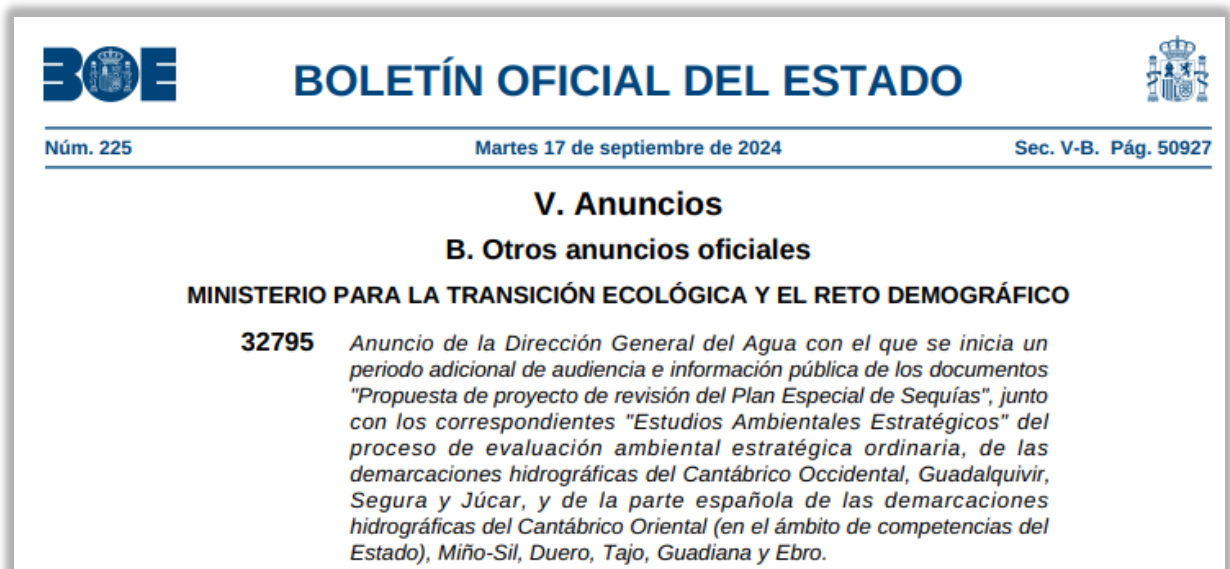 BOE
BOLETÍN OFICIAL DEL ESTADO
Núm. 225 Martes 17 de septiembre de 2024 Sec. V-B. Pág. 50927
V. Anuncios
B. Otros anuncios oficiales
MINISTERIO PARA LA TRANSICIÓN ECOLÓGICA Y EL RETO DEMOGRÁFICO
32795 Anuncio de la Dirección General del Agua con el que se inicia un
periodo adicional de audiencia e información pública de los documentos
"Propuesta de proyecto de revisión del Plan Especial de Sequías", junto
con los correspondientes "Estudios Ambientales Estratégicos" del
proceso de evaluación ambiental estratégica ordinaria, de las
demarcaciones hidrográficas del Cantábrico Occidental, Guadalquivir,
Segura y Júcar, y de la parte española de las demarcaciones
hidrográficas del Cantábrico Oriental (en el ámbito de competencias del
Estado), Miño-Sil, Duero, Tajo, Guadiana y Ebro.